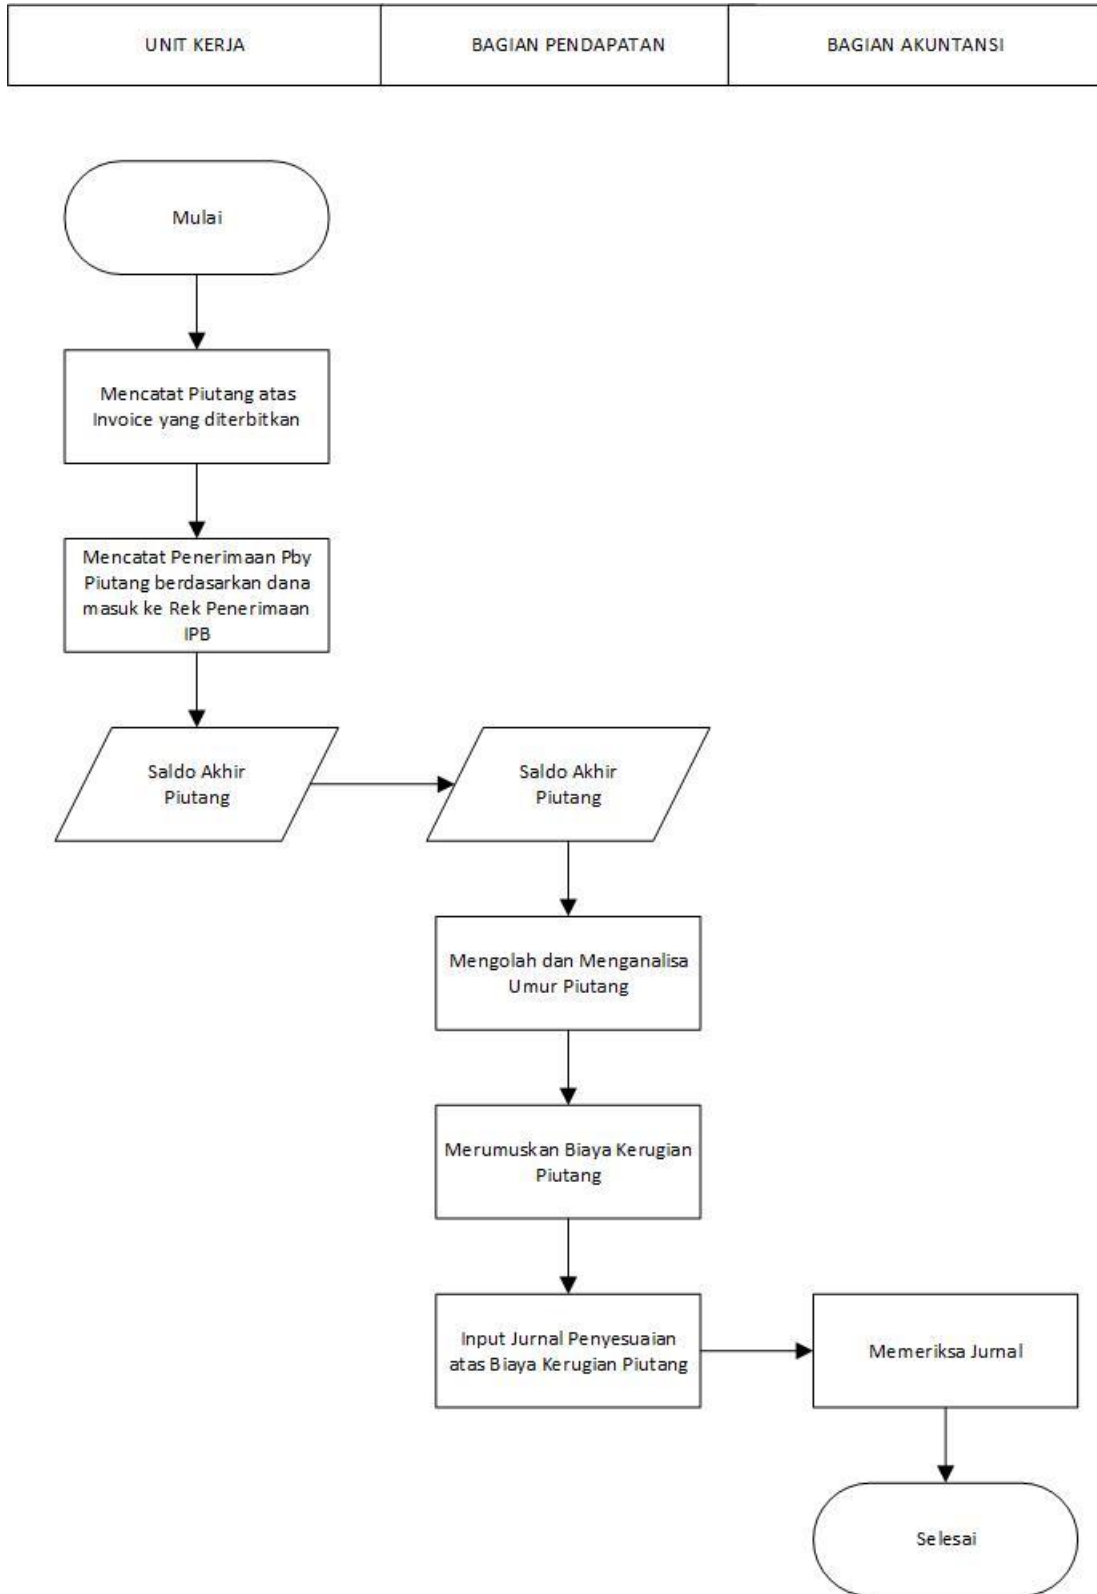 UNIT KERJA
BAGIAN PENDAPATAN
BAGIAN AKUNTANSI
Mulai
Mencatat Piutang atas
Invoice yang diterbitkan
Mencatat Penerimaan Pby
Piutang berdasarkan dana
masuk ke Rek Penerimaan
IPB
Saldo Akhir
Piutang
Saldo Akhir
Piutang
Mengolah dan Menganalisa
Umur Piutang
Merumuskan Biaya Kerugian
Piutang
Input Jurnal Penyesuaian
atas Biaya Kerugian Piutang
Memeriksa Jurnal
Selesai